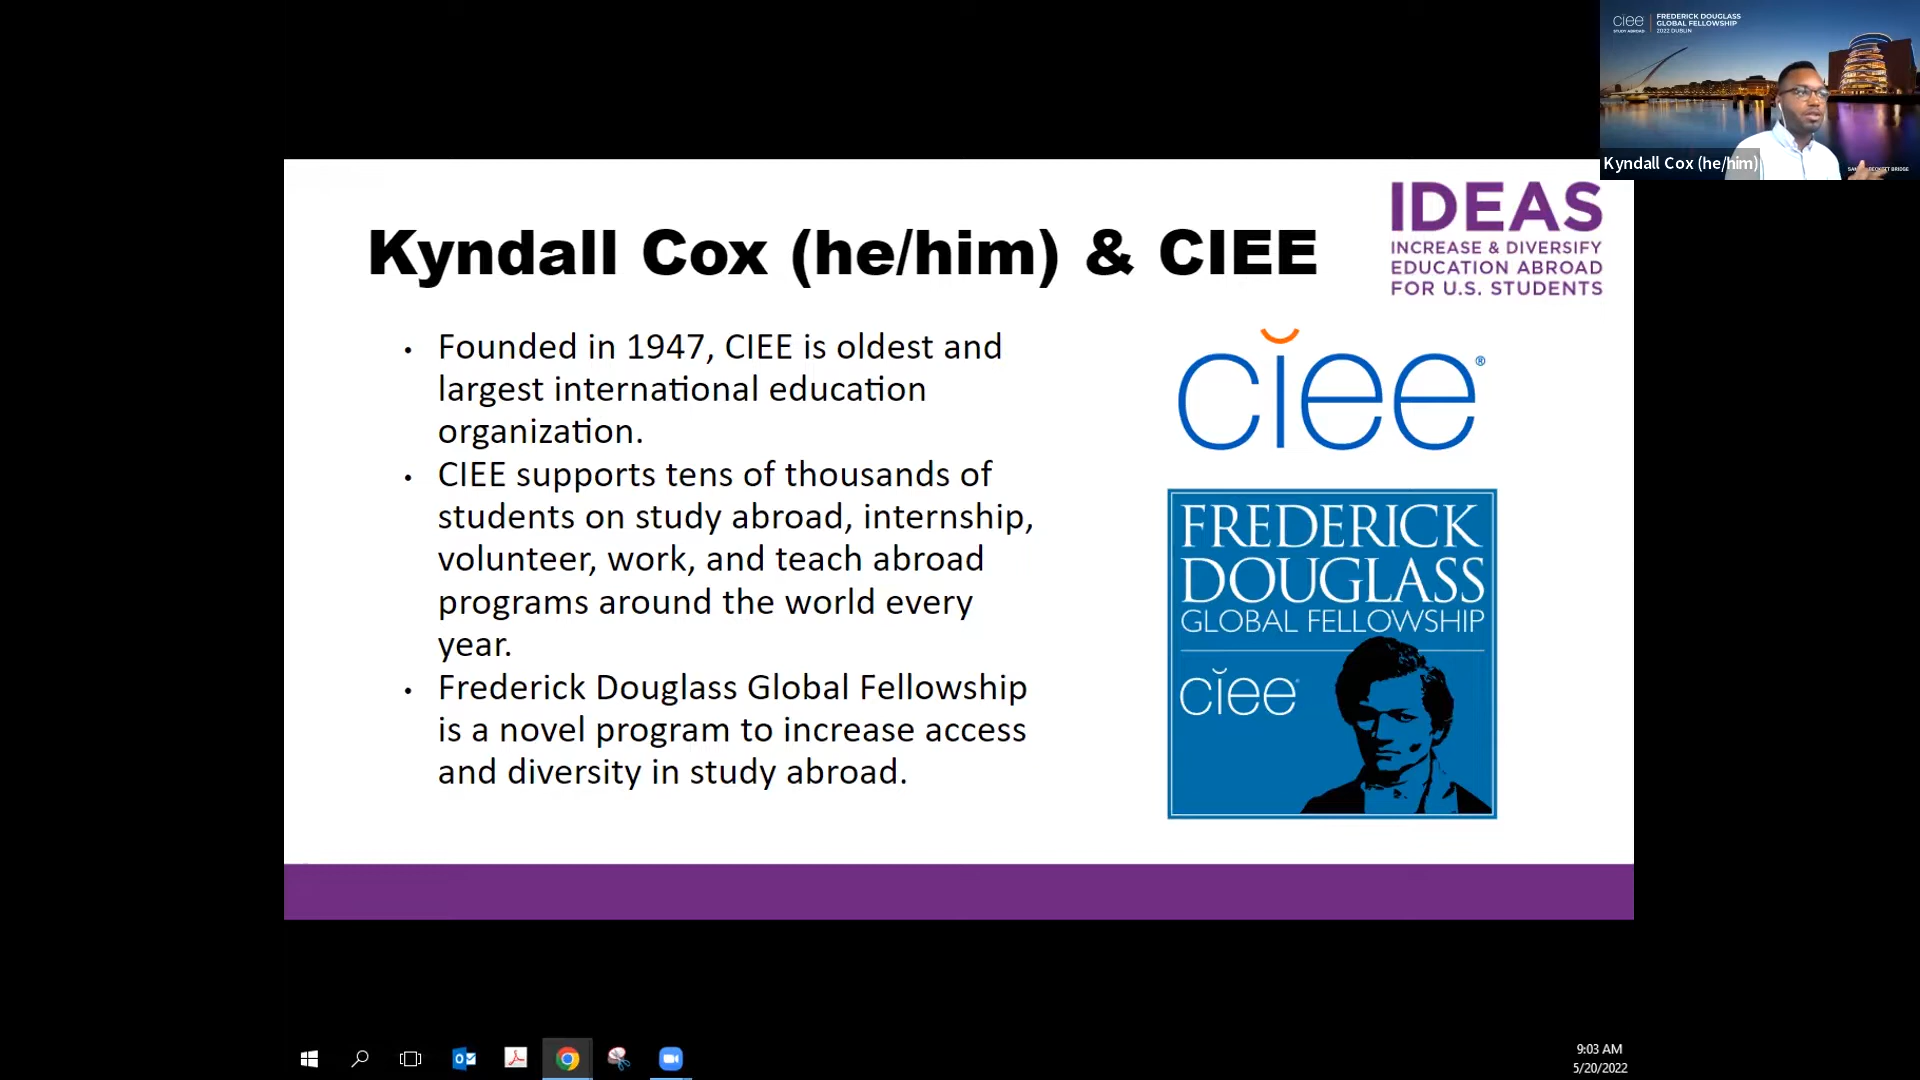 ciee
STUDY ABROAD
FREDERICK DOUGLASS
GLOBAL FELLOWSHIP
2022 DUBLIN
Kyndall Cox (he/him)
BECKETT BRIDGE
Kyndall Cox (he/him) & CIEE
IDEAS
INCREASE & DIVERSIFY
EDUCATION ABROAD
FOR U.S. STUDENTS
• Founded in 1947, CIEE is oldest and
largest international education
organization.
• CIEE supports tens of thousands of
students on study abroad, internship,
volunteer, work, and teach abroad
programs around the world every
year.
• Frederick Douglass Global Fellowship
is a novel program to increase access
and diversity in study abroad.
ciee®
FREDERICK
DOUGLASS
GLOBAL FELLOWSHIP
ciee
9:03 AM
5/20/2022